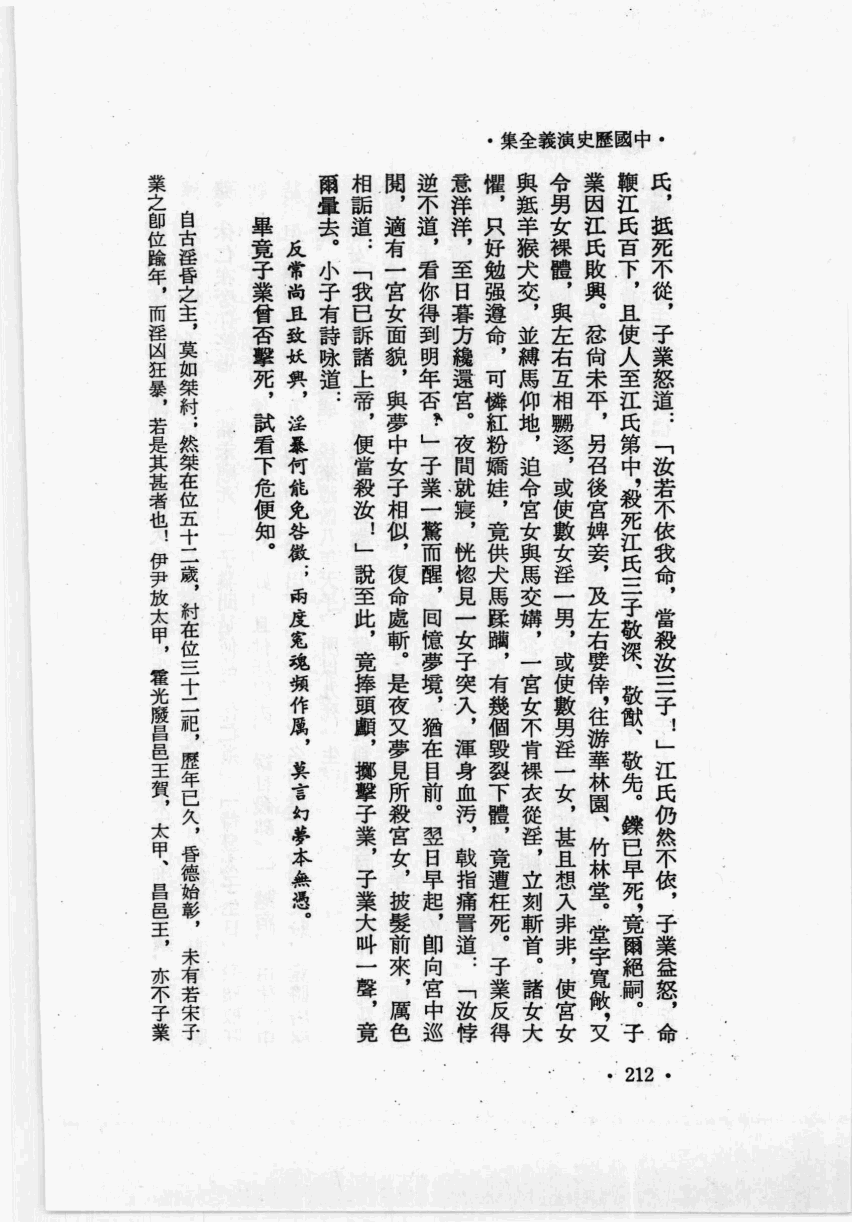 ·中國歷史演義全集·
氏，抵死不從，子業怒道：「汝若不依我命，當殺汝三子！」江氏仍然不依，子業益怒，命
鞭江氏百下，且使人至江氏第中，殺死江氏三子敬深、敬猷、敬先。鑠已早死，竟爾絕嗣。子
業因江氏敗興。忿尙未平，另召後宮婢妾，及左右嬖倖，往游華林園、竹林堂。堂宇寬敞，又
令男女裸體，與左右互相嬲逐，或使數女淫一男，或使數男淫一女，甚且想入非非，使宮女
與羝羊猴犬交，並縛馬仰地，迫令宮女與馬交媾，一宮女不肯裸衣從淫，立刻斬首。諸女大
懼，只好勉强遵命，可憐紅粉嬌娃，竟供犬馬蹂躪，有幾個毀裂下體，竟遭枉死。子業反得
意洋洋，至日暮方纔還宮。夜間就寢，恍惚見一女子突入，渾身血汚，戟指痛詈道：「汝悖
逆不道，看你得到明年否？」子業一驚而醒，囘憶夢境，猶在目前。翌日早起，卽向宮中巡
閱，適有一宮女面貌，與夢中女子相似，復命處斬。是夜又夢見所殺宮女，披髮前來，厲色
相詬道：「我已訴諸上帝，便當殺汝！」說至此，竟捧頭顱，擲擊子業，子業大叫一聲，竟
爾暈去。小子有詩咏道：
反常尚且致妖興，淫暴何能免咎徵；兩度冤魂頻作厲，莫言幻夢本無憑。
畢竟子業曾否擊死，試看下危便知。
自古淫昏之主，莫如桀紂；然桀在位五十二歲，紂在位三十二祀，歷年已久，昏德始彰，未有若宋子
業之卽位踰年，而淫凶狂暴，若是其甚者也！伊尹放太甲，霍光廢昌邑王賀，太甲、昌邑王，亦不子業
·212·